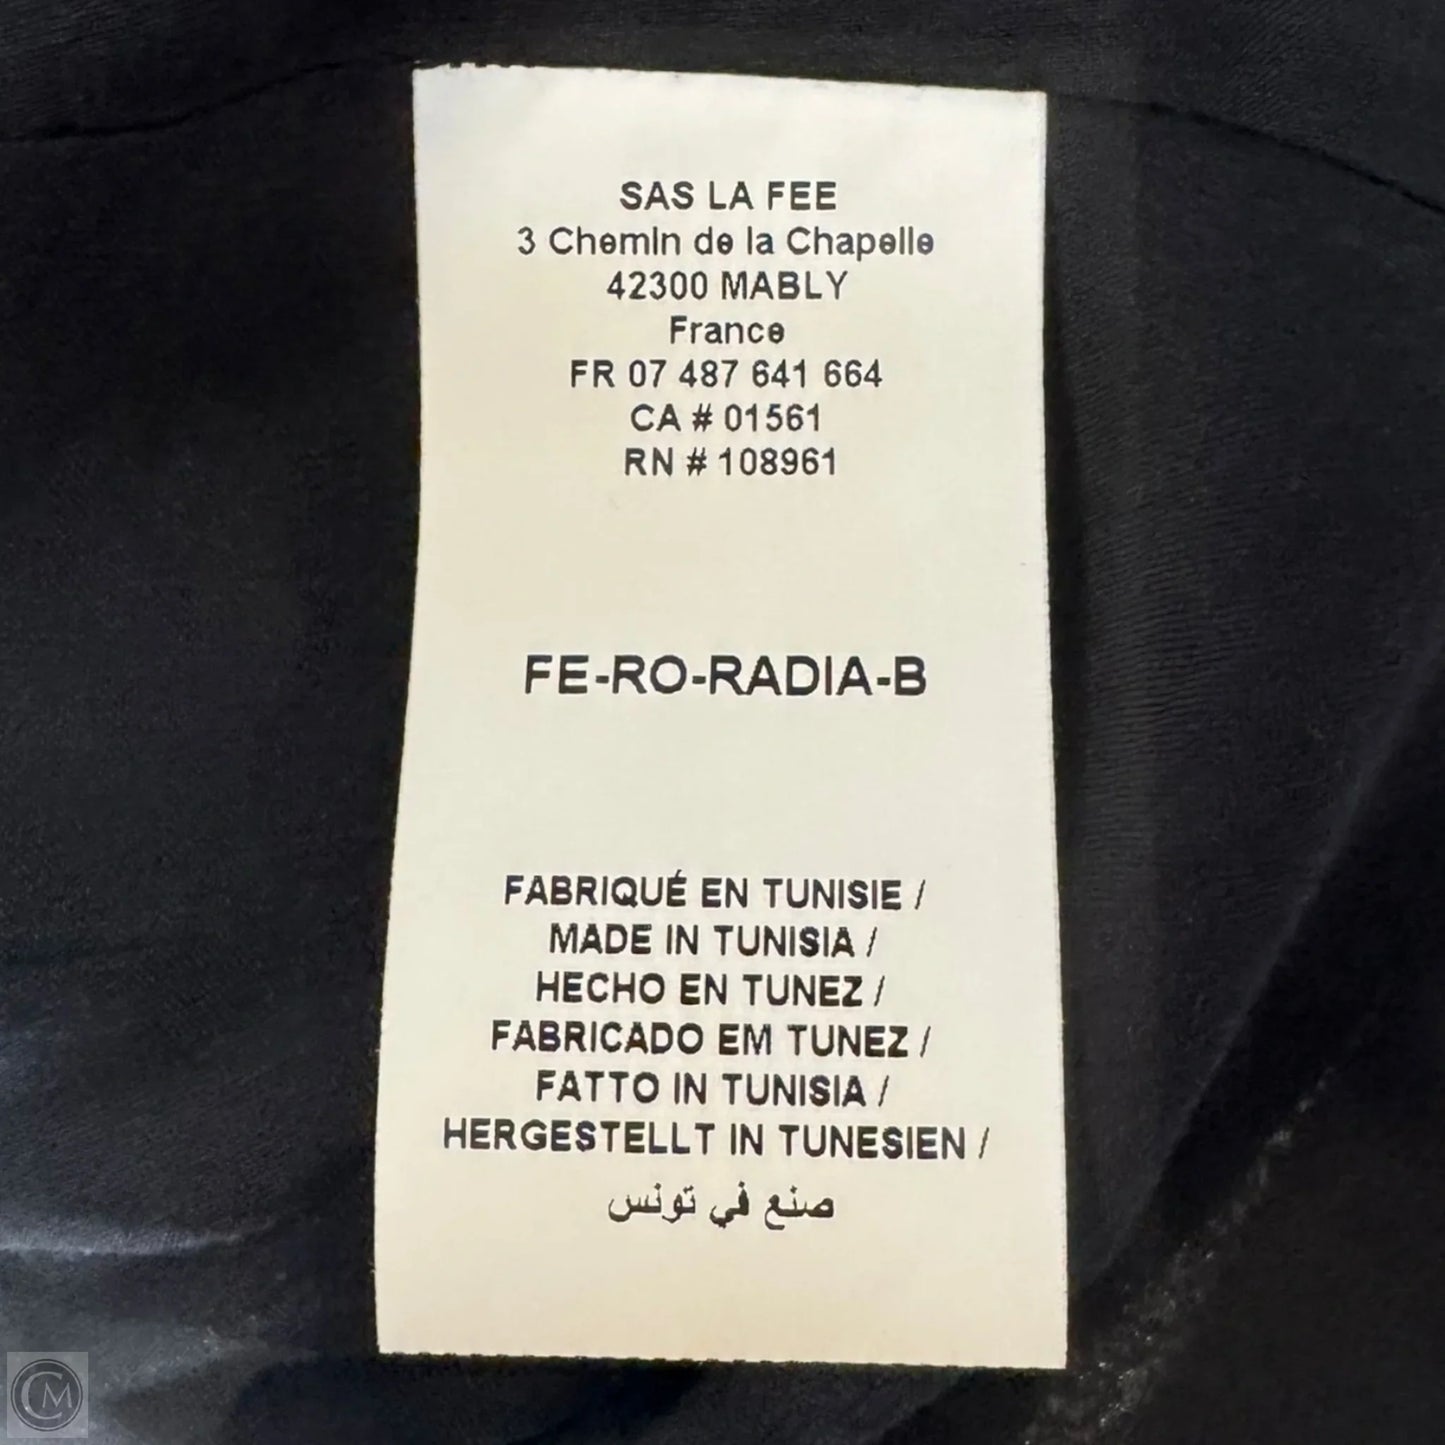 SAS LA FEE
3 Chemin de la Chapelle
42300 MABLY
France
FR 07 487 641 664
CA # 01561
RN # 108961
FE-RO-RADIA-B
FABRIQUÉ EN TUNISIE /
MADE IN TUNISIA /
HECHO EN TUNEZ /
FABRICADO EM TUNEZ /
FATTO IN TUNISIA /
HERGESTELLT IN TUNESIEN /
صنع في تونس
CM